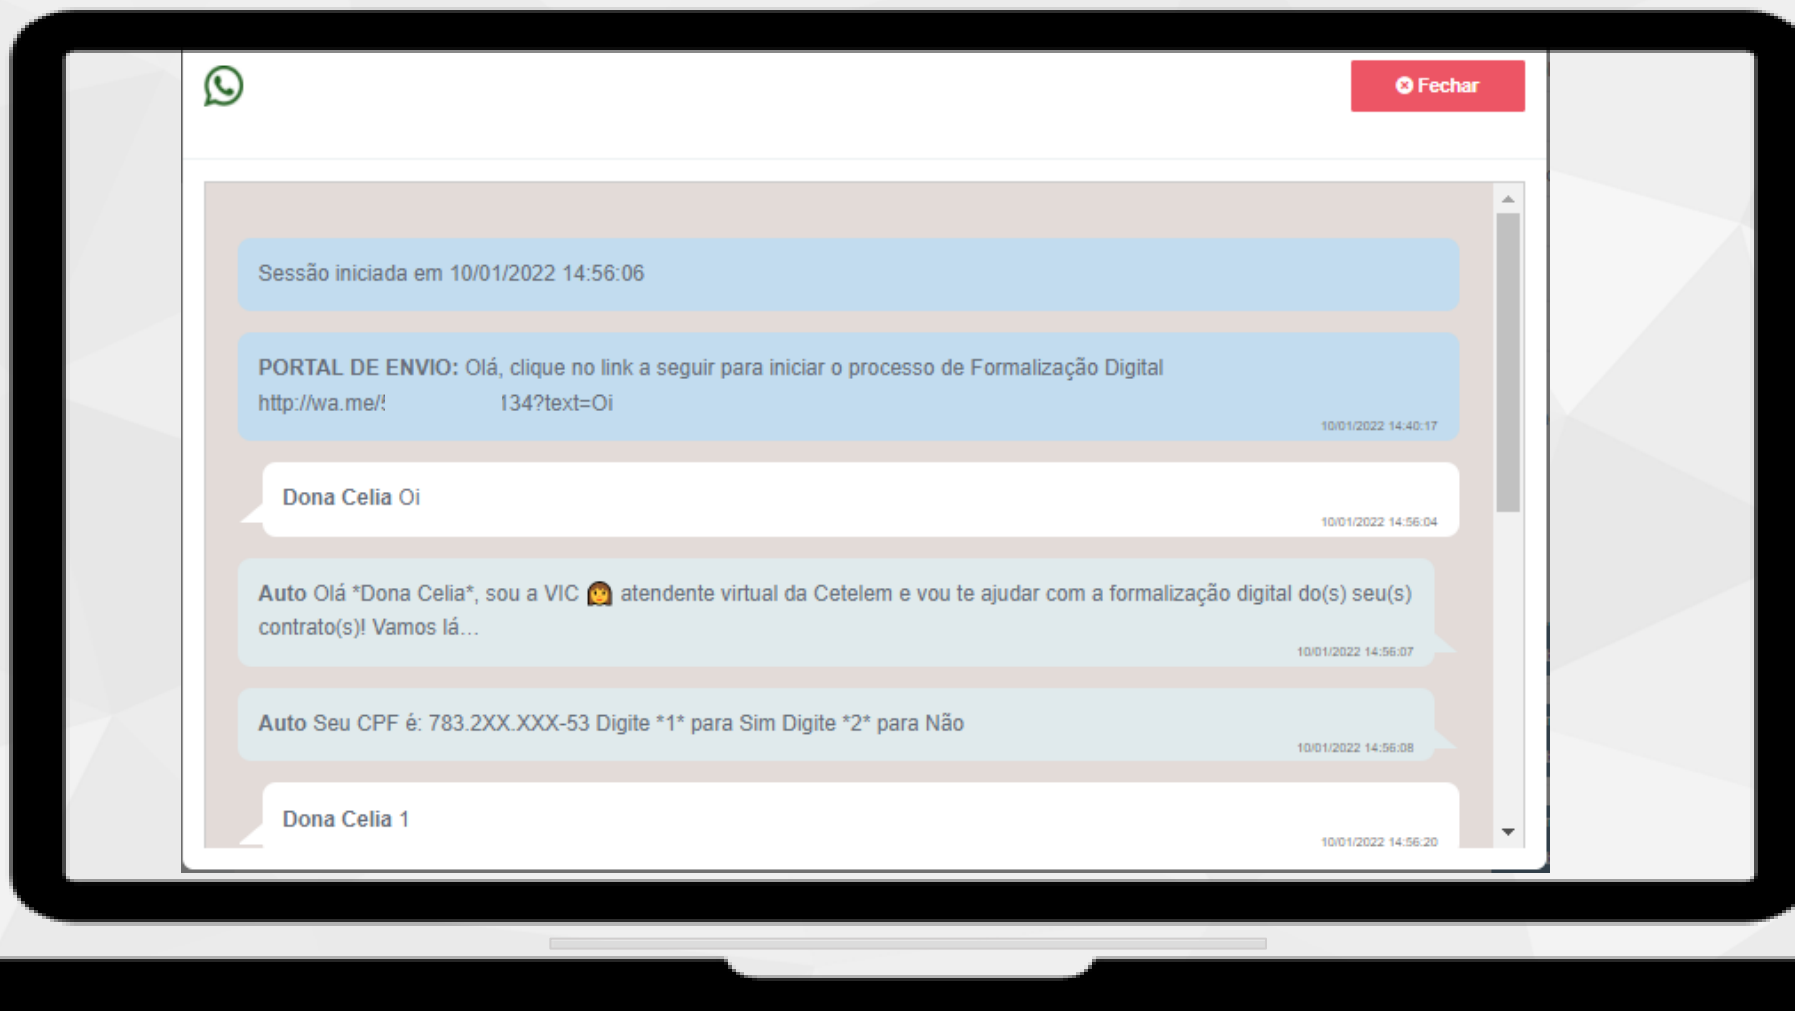 Fechar
Sessão iniciada em 10/01/2022 14:56:06
PORTAL DE ENVIO: Olá, clique no link a seguir para iniciar o processo de Formalização Digital
http://wa.me/ 134?text=Oi
10/01/2022 14:40:17
Dona Celia Oi
10/01/2022 14:56:04
Auto Olá *Dona Celia*, sou a VIC 👩 atendente virtual da Cetelem e vou te ajudar com a formalização digital do(s) seu(s)
contrato(s)! Vamos lá...
10/01/2022 14:56:07
Auto Seu CPF é: 783.2XX.XXX-53 Digite *1* para Sim Digite *2* para Não
10/01/2022 14:56:08
Dona Celia 1
10/01/2022 14:56:20